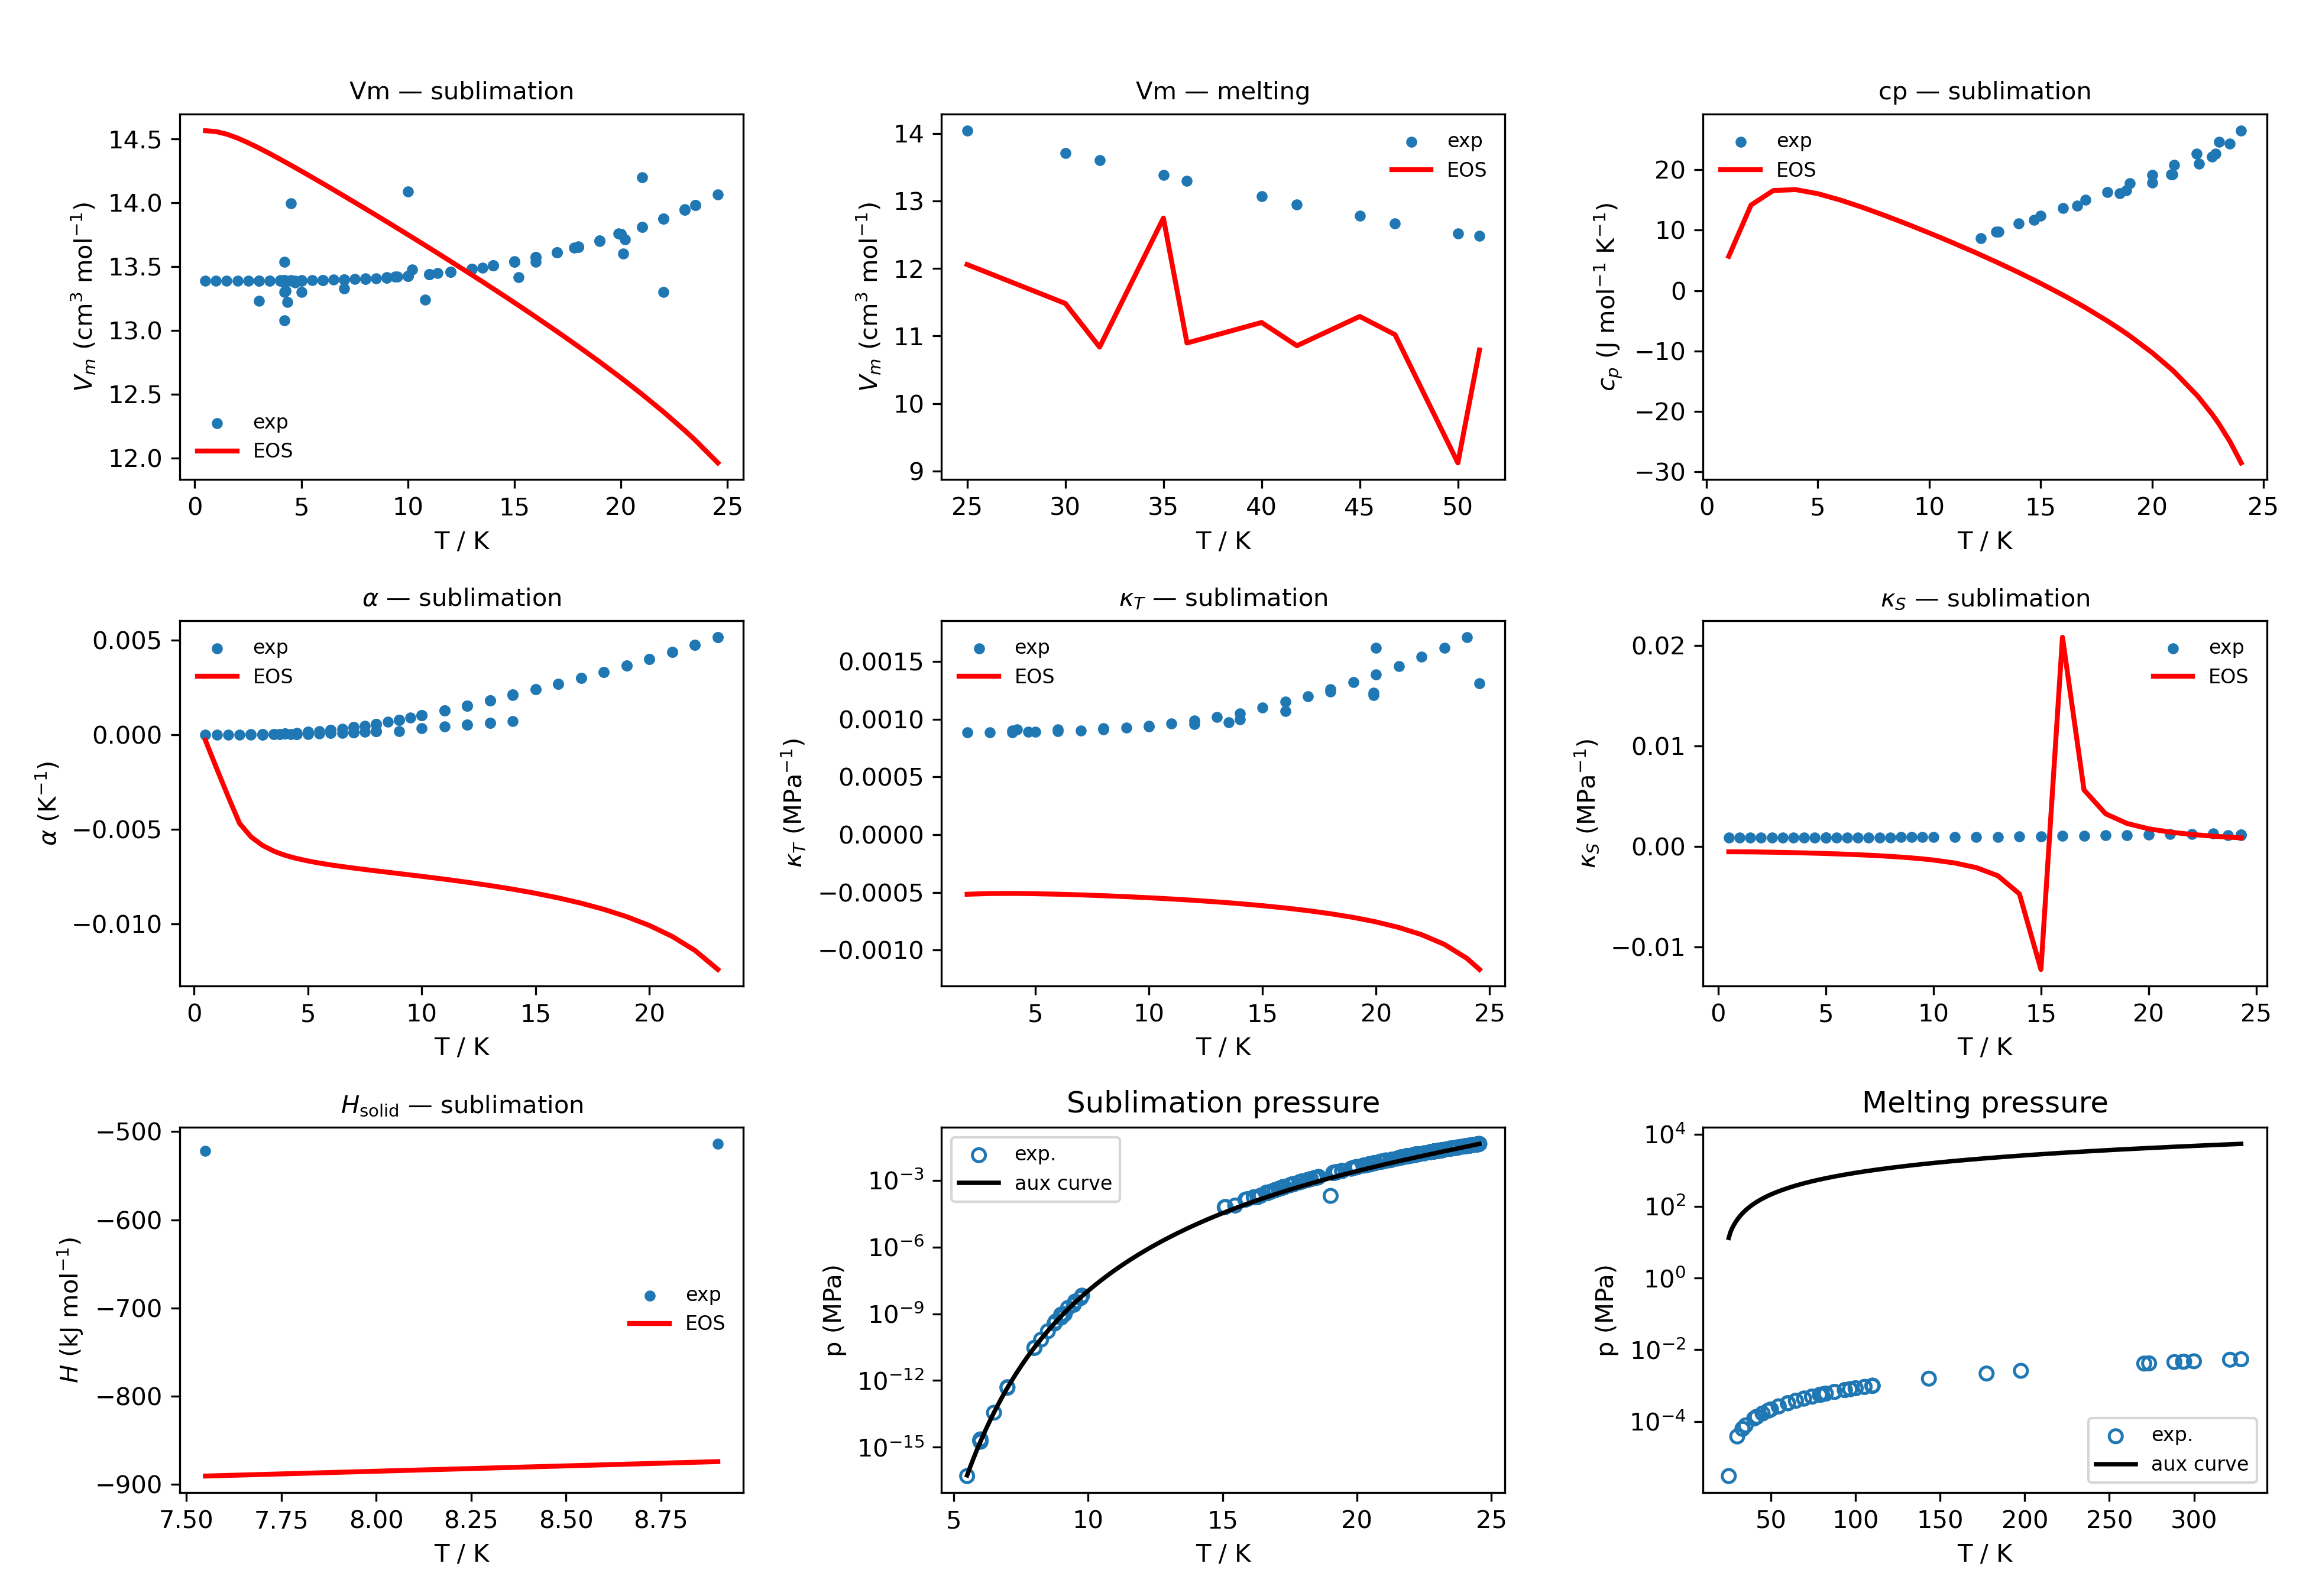 Vm — sublimation
14.5
14.0
13.5
13.0
12.5
12.0
V_m (cm³ mol⁻¹)
exp
EOS
0 5 10 15 20 25
T / K
Vm — melting
14
13
12
11
10
9
V_m (cm³ mol⁻¹)
exp
EOS
25 30 35 40 45 50
T / K
cp — sublimation
20
10
0
−10
−20
−30
c_p (J mol⁻¹ K⁻¹)
exp
EOS
0 5 10 15 20 25
T / K
α — sublimation
0.005
0.000
−0.005
−0.010
α (K⁻¹)
exp
EOS
0 5 10 15 20
T / K
κ_T — sublimation
0.0015
0.0010
0.0005
0.0000
−0.0005
−0.0010
κ_T (MPa⁻¹)
exp
EOS
5 10 15 20 25
T / K
κ_S — sublimation
0.02
0.01
0.00
−0.01
κ_S (MPa⁻¹)
exp
EOS
0 5 10 15 20 25
T / K
H_solid — sublimation
−500
−600
−700
−800
−900
H (kJ mol⁻¹)
exp
EOS
7.50 7.75 8.00 8.25 8.50 8.75
T / K
Sublimation pressure
10⁻³
10⁻⁶
10⁻⁹
10⁻¹²
10⁻¹⁵
p (MPa)
exp.
aux curve
5 10 15 20 25
T / K
Melting pressure
10⁴
10²
10⁰
10⁻²
10⁻⁴
p (MPa)
exp.
aux curve
50 100 150 200 250 300
T / K